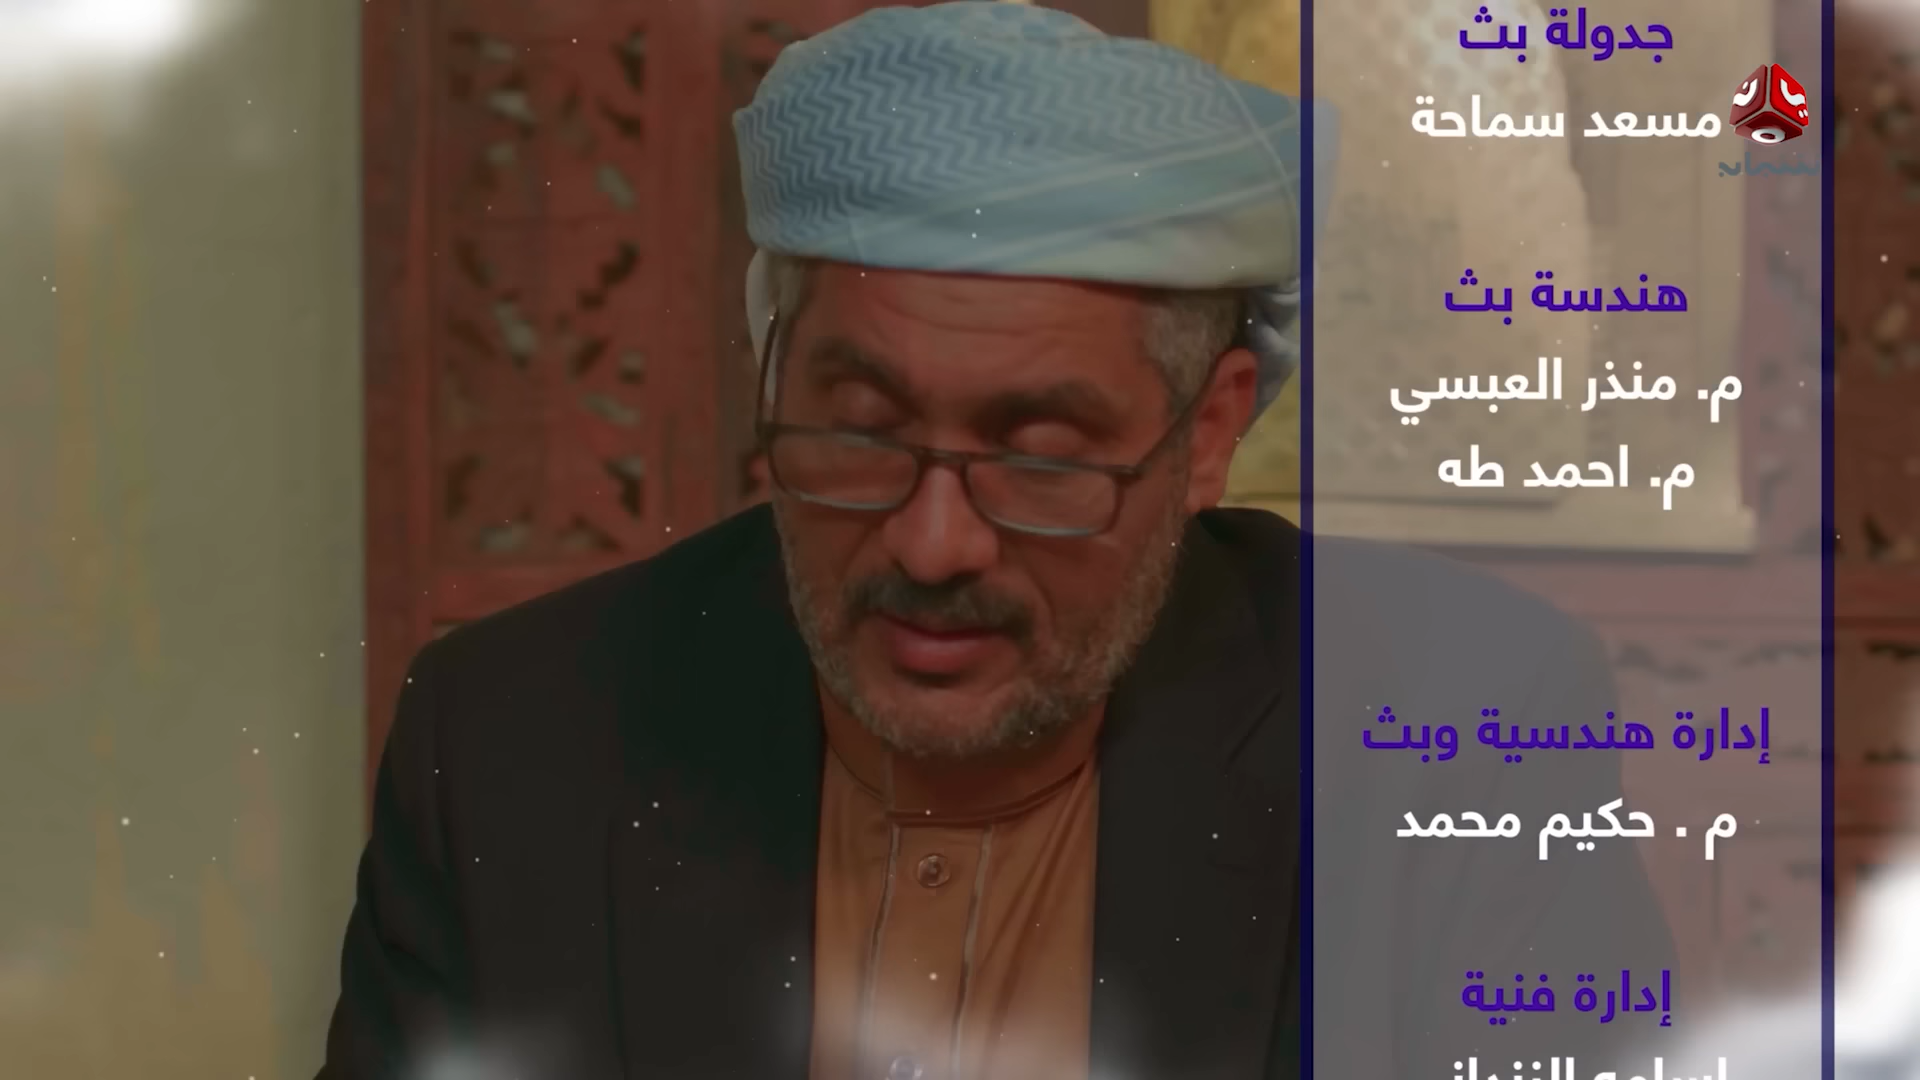 جدولة بث
مسعد سماحة
هندسة بث
م. منذر العبسي
م. احمد طه
إدارة هندسية وبث
م . حكيم محمد
إدارة فنية